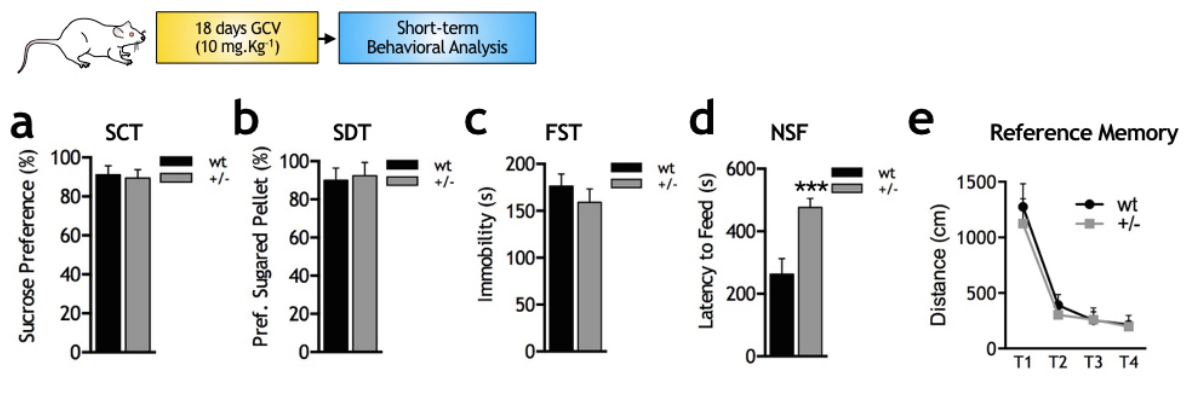 18 days GCV
(10 mg.Kg⁻¹)
Short-term
Behavioral Analysis
a
SCT
Sucrose Preference (%)
100
80
60
40
20
0
wt
+/-
b
SDT
Pref. Sugared Pellet (%)
100
80
60
40
20
0
wt
+/-
c
FST
Immobility (s)
200
150
100
50
0
wt
+/-
d
NSF
Latency to Feed (s)
600
400
200
0
***
wt
+/-
e
Reference Memory
Distance (cm)
1500
1000
500
0
wt
+/-
T1 T2 T3 T4